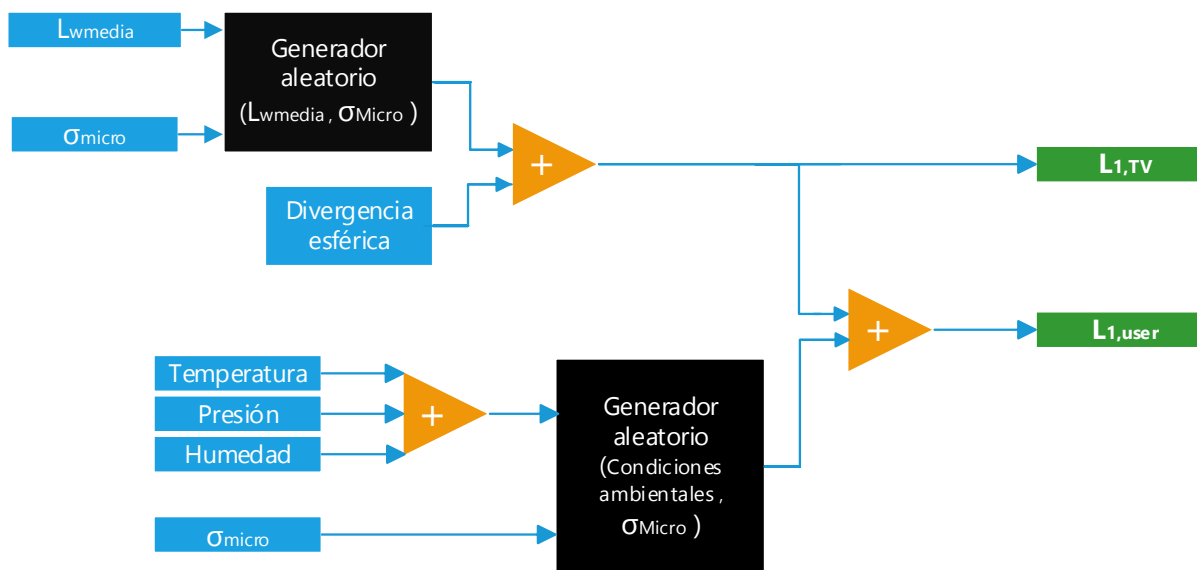 Lwmedia
σmicro
Generador
aleatorio
(Lwmedia , σMicro )
+
Divergencia
esférica
L1,TV
+
L1,user
Temperatura
Presión
Humedad
+
σmicro
Generador
aleatorio
(Condiciones
ambientales ,
σMicro )